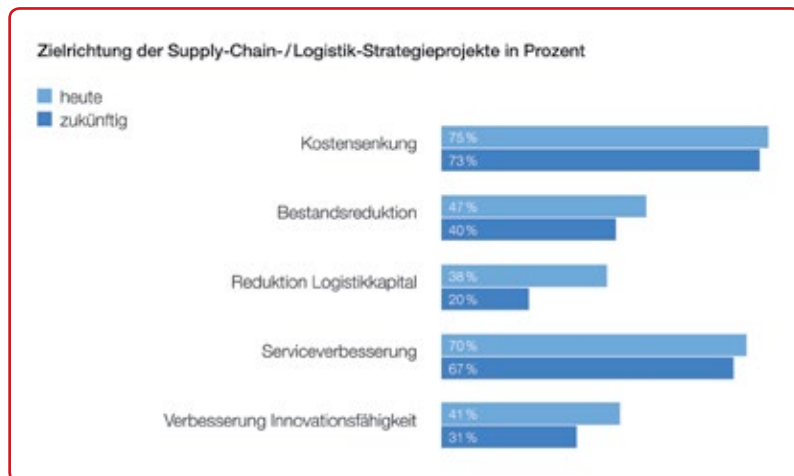 Zielrichtung der Supply-Chain-/Logistik-Strategieprojekte in Prozent
heute
zukünftig
Kostensenkung
75 %
73 %
Bestandsreduktion
47 %
40 %
Reduktion Logistikkapital
38 %
20 %
Serviceverbesserung
70 %
67 %
Verbesserung Innovationsfähigkeit
41 %
31 %